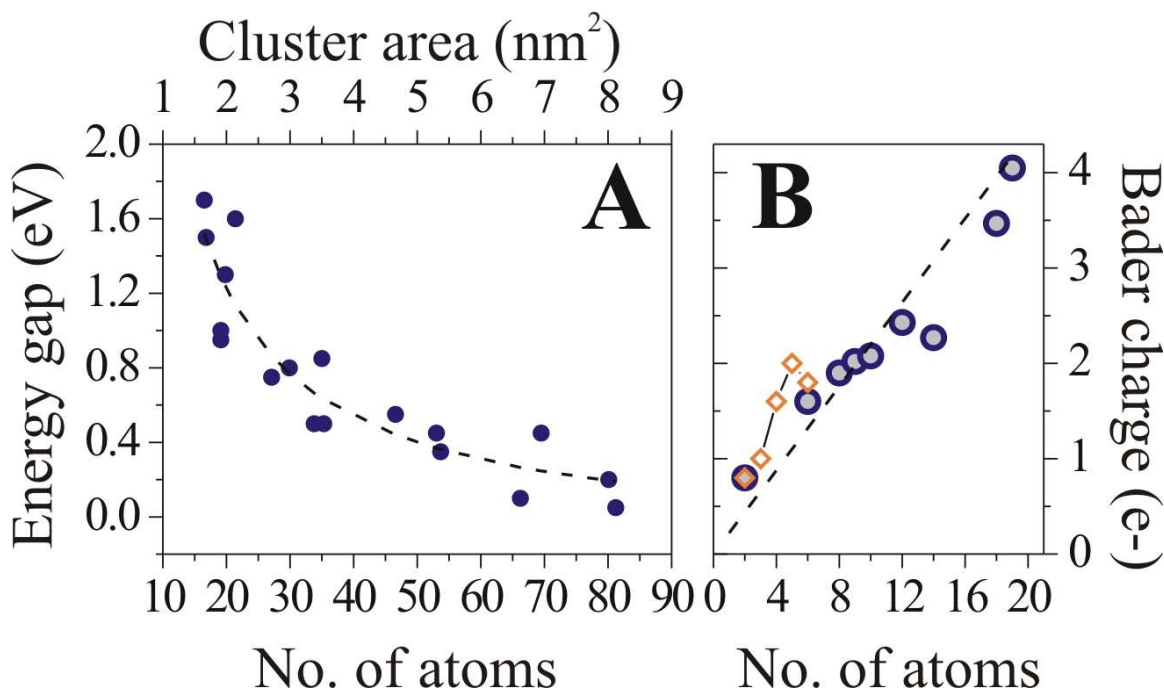 Cluster area (nm²)
1 2 3 4 5 6 7 8 9
Energy gap (eV)
2.0
1.6
1.2
0.8
0.4
0.0
A
10 20 30 40 50 60 70 80 90
No. of atoms
B
4
3
2
1
0
Bader charge (e-)
0 4 8 12 16 20
No. of atoms